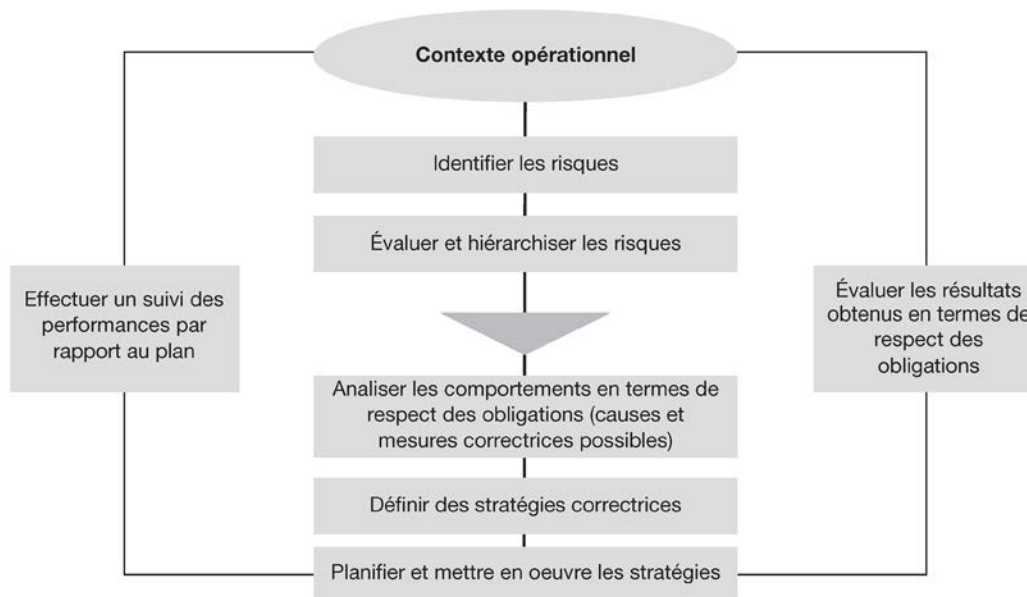 Contexte opérationnel
Identifier les risques
Évaluer et hiérarchiser les risques
Effectuer un suivi des
performances par
rapport au plan
Évaluer les résultats
obtenus en termes de
respect des
obligations
Analiser les comportements en termes de
respect des obligations (causes et
mesures correctrices possibles)
Définir des stratégies correctrices
Planifier et mettre en oeuvre les stratégies